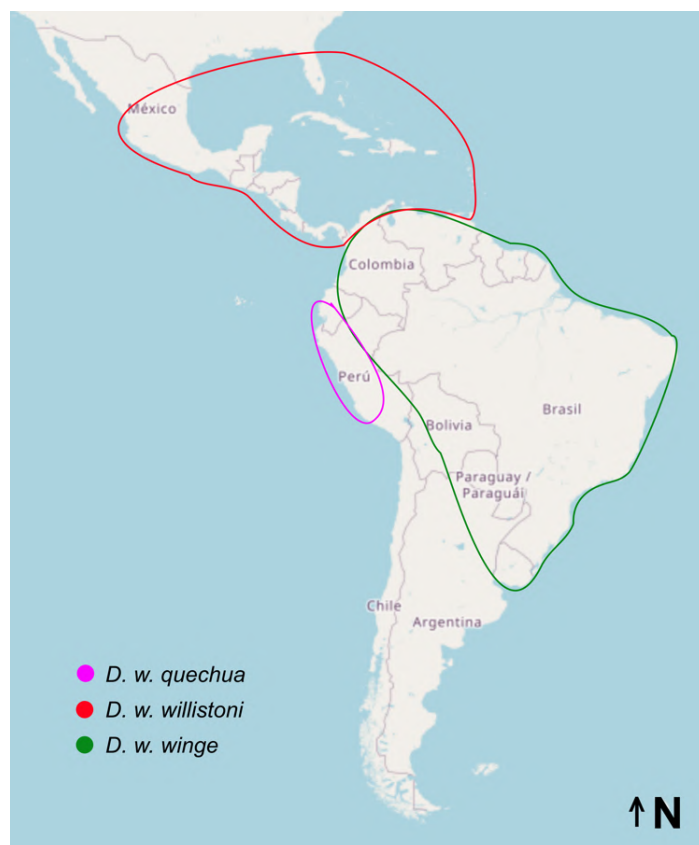 México
Colombia
Perú
Brasil
Bolivia
Paraguay /
Paraguái
Chile
Argentina
D. w. quechua
D. w. willistoni
D. w. winge
↑N